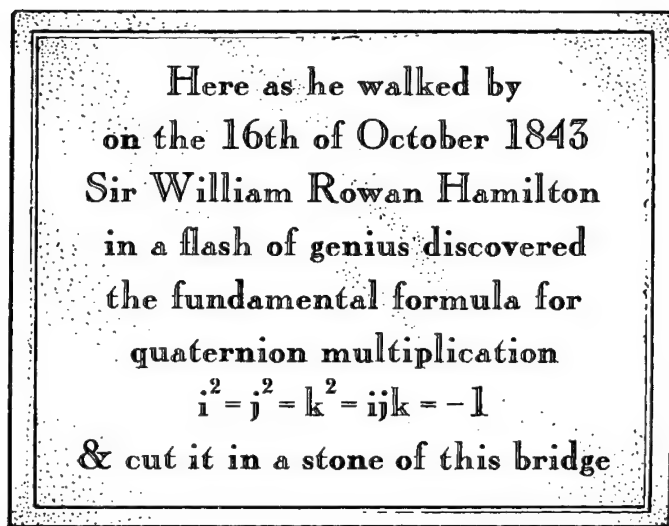 Here as he walked by
on the 16th of October 1843
Sir William Rowan Hamilton
in a flash of genius discovered
the fundamental formula for
quaternion multiplication
i² = j² = k² = ijk = −1
& cut it in a stone of this bridge